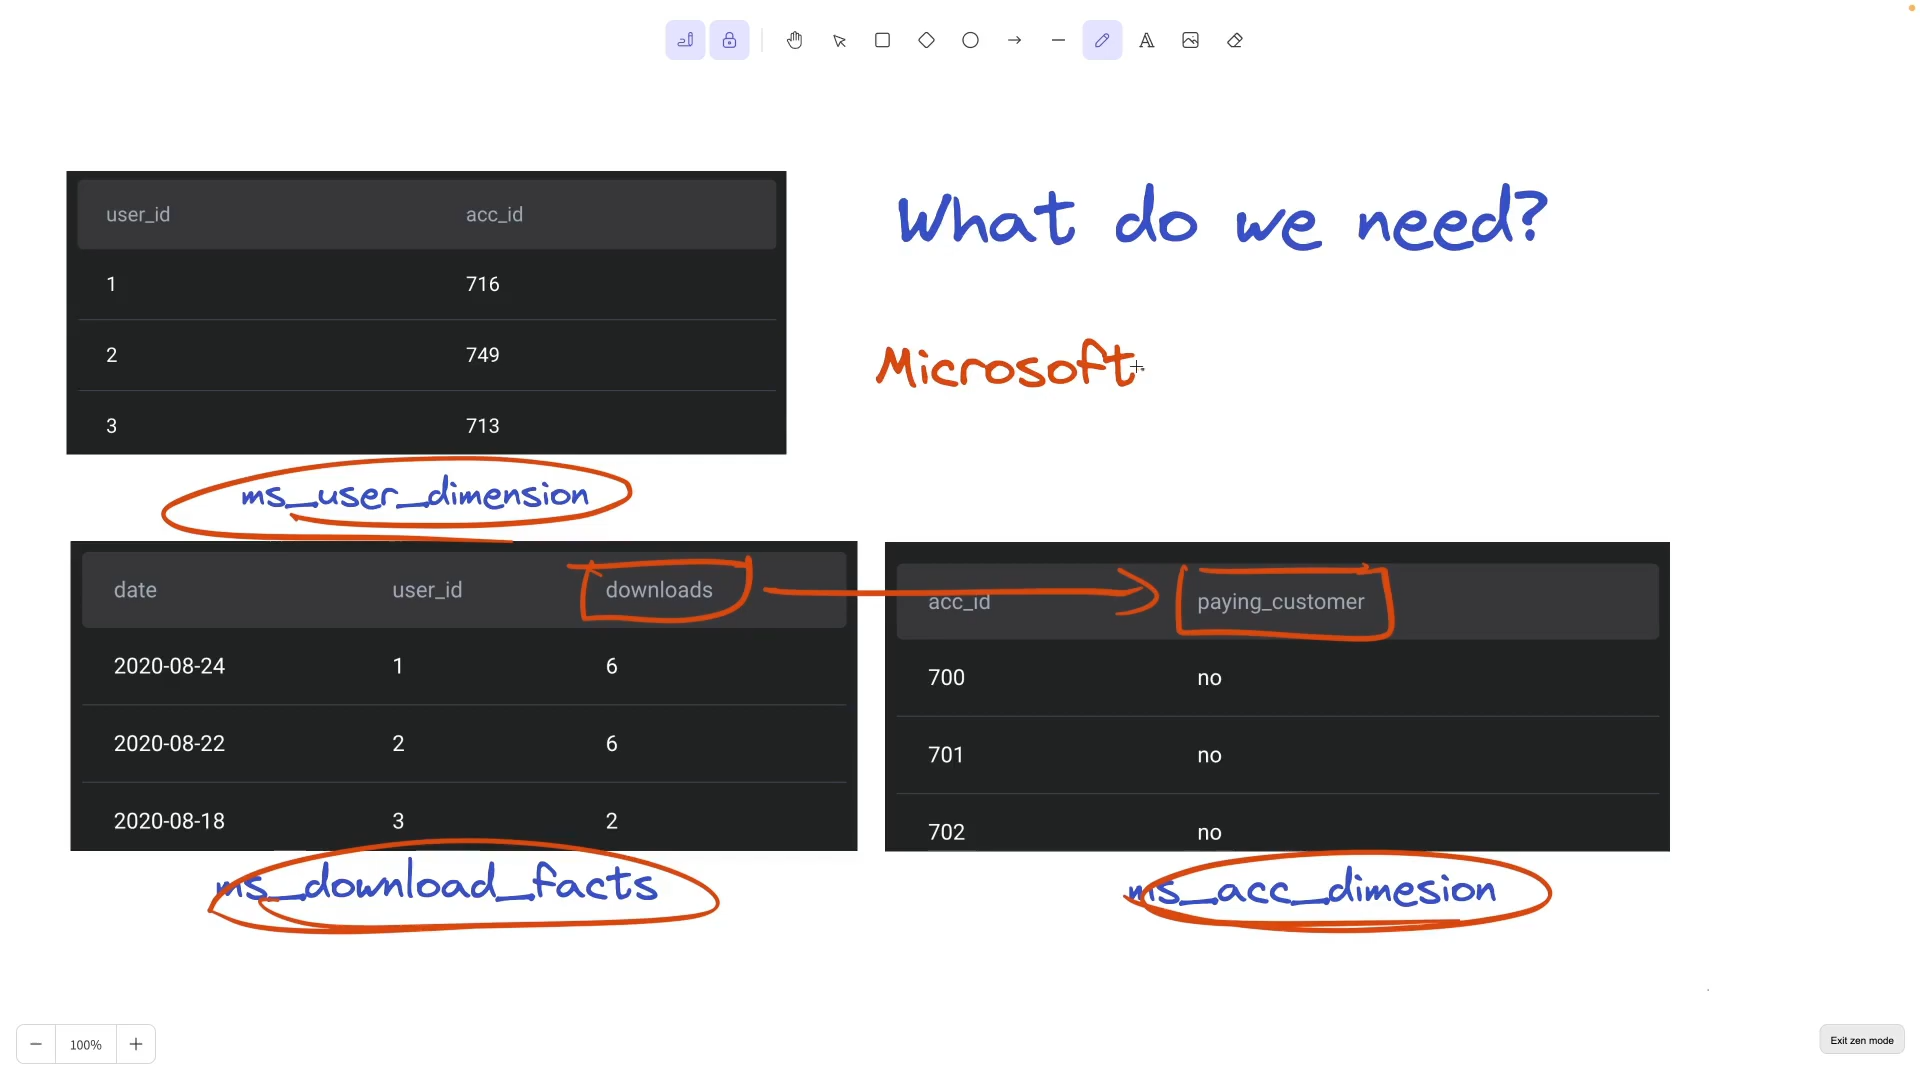 What do we need?
user_id acc_id
1 716
2 749
3 713
Microsoft
ms_user_dimension
date user_id downloads
2020-08-24 1 6
2020-08-22 2 6
2020-08-18 3 2
ms_download_facts
acc_id paying_customer
700 no
701 no
702 no
ms_acc_dimesion
100%
Exit zen mode